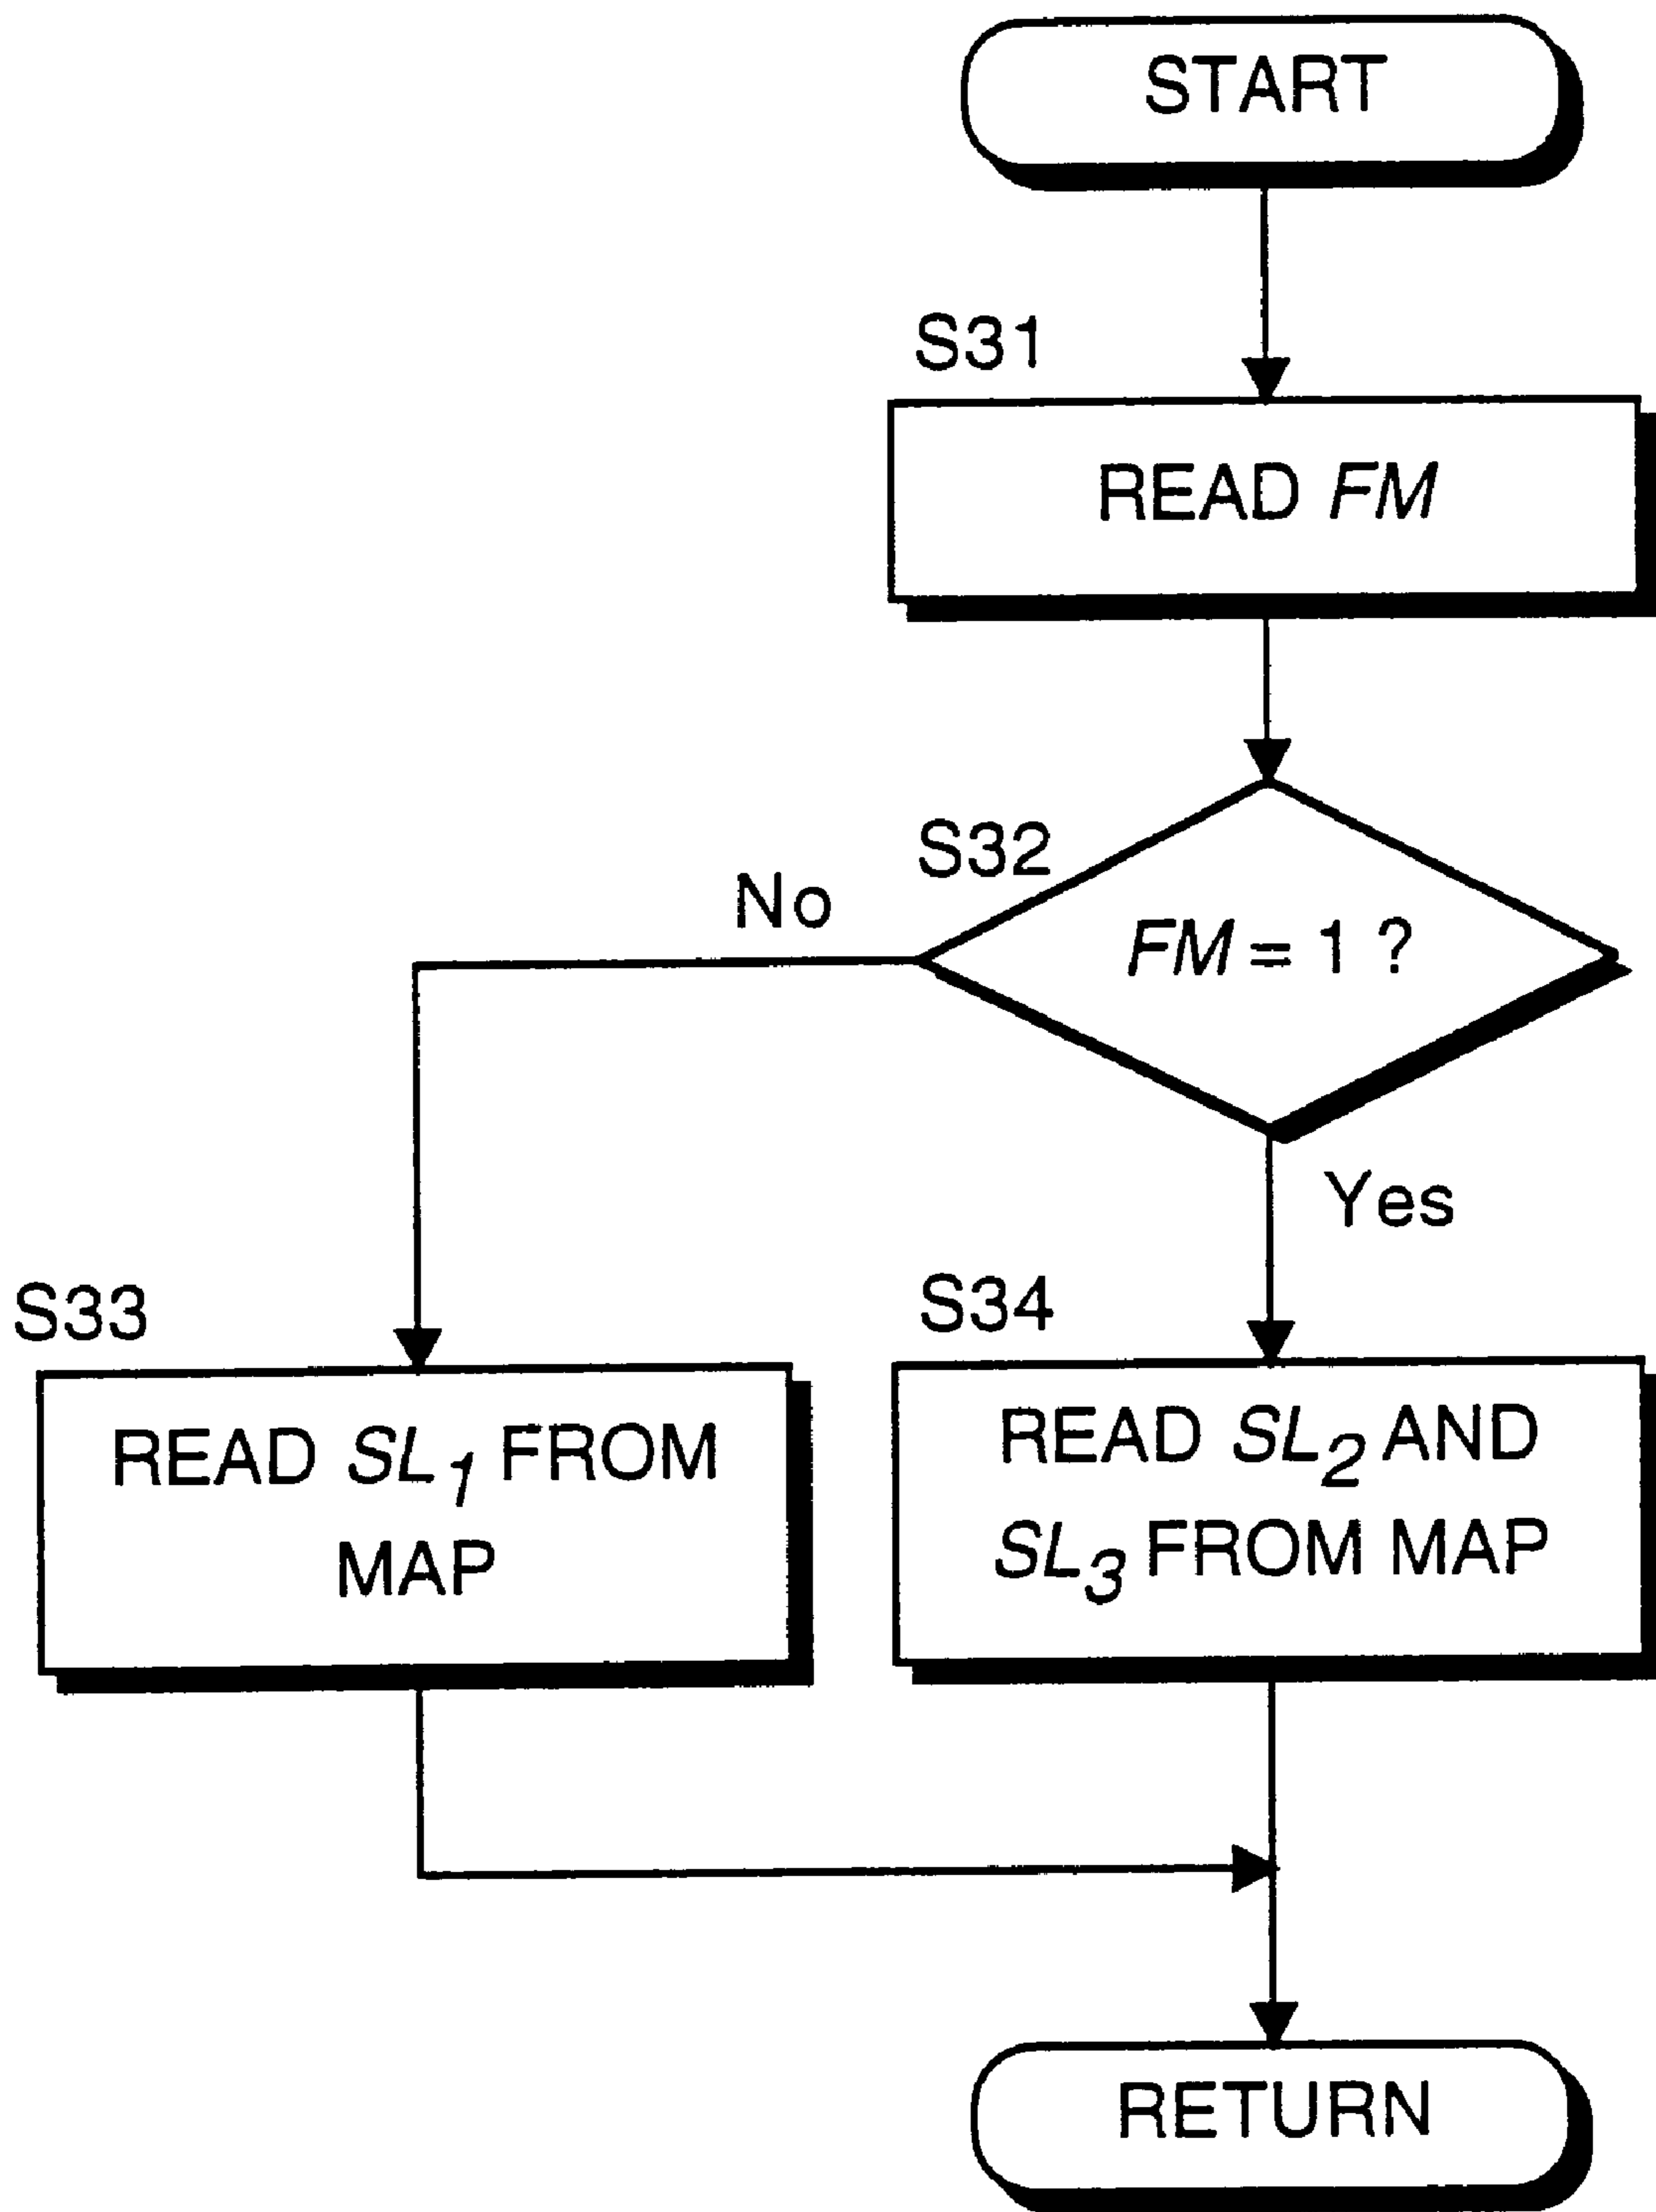 START
S31
READ FM
S32
No
FM = 1 ?
Yes
S33
S34
READ SL₁ FROM
MAP
READ SL₂ AND
SL₃ FROM MAP
RETURN